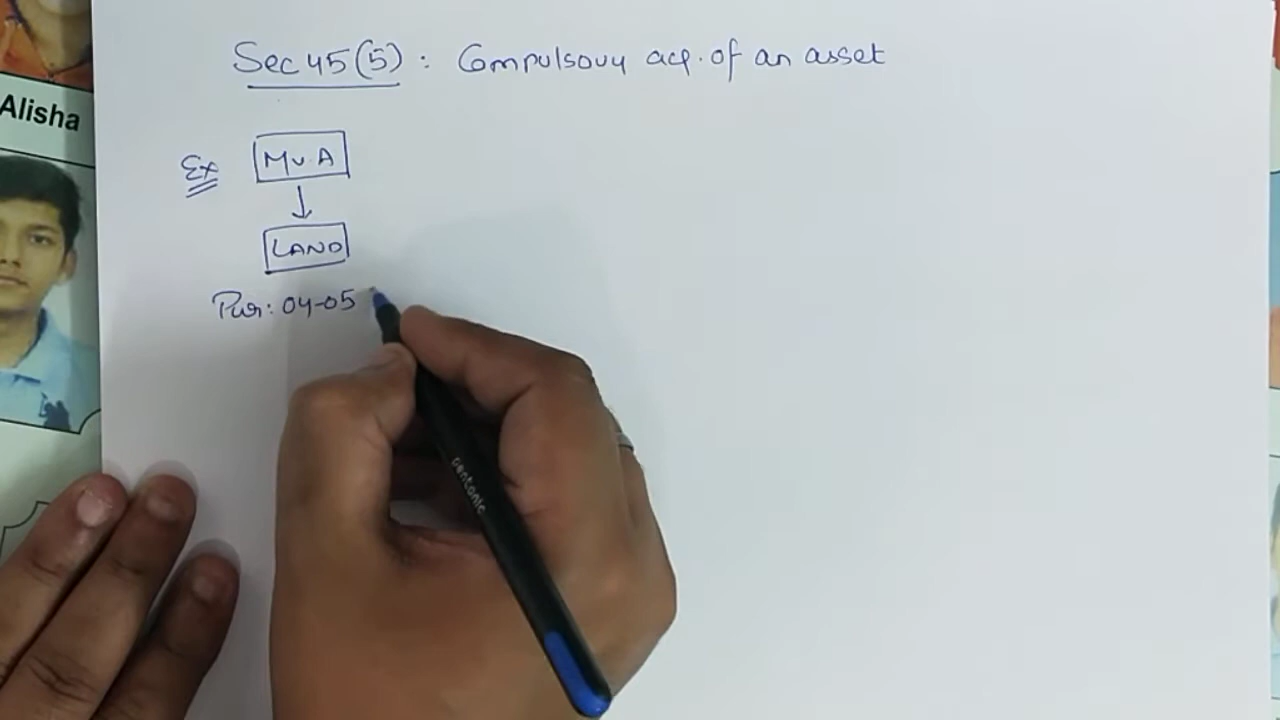 Sec 45(5) : Compulsory acq. of an asset
Alisha
Ex
Mr. A
LAND
Pur: 04-05
pentonic